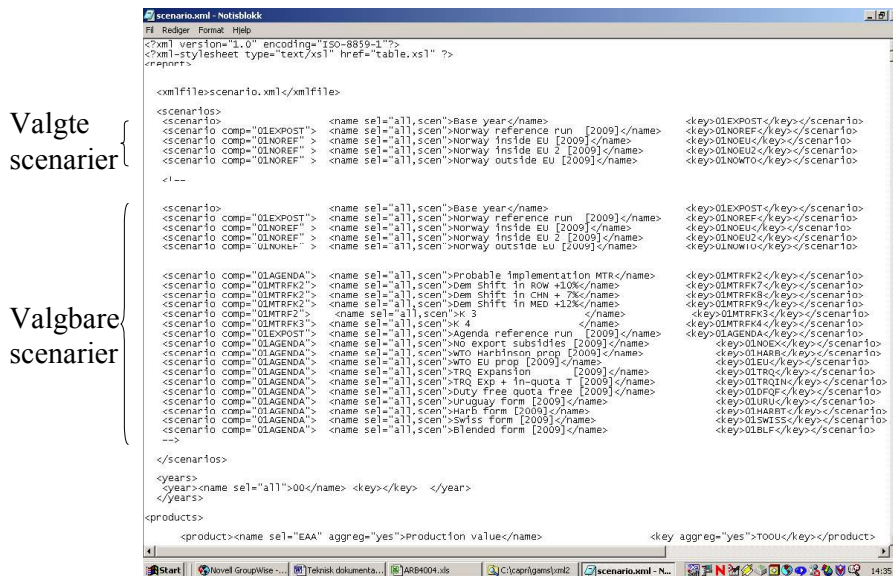 scenario.xml - Notisblokk
Fil Rediger Format Hjelp
<?xml version="1.0" encoding="ISO-8859-1"?>
<?xml-stylesheet type="text/xsl" href="table.xsl" ?>
<report>
<xmlfile>scenario.xml</xmlfile>
<scenarios>
<scenario> <name sel="all,scen">Base year</name> <key>01EXPOST</key></scenario>
<scenario comp="01EXPOST"> <name sel="all,scen">Norway reference run [2009]</name> <key>01NOREF</key></scenario>
<scenario comp="01NOREF" > <name sel="all,scen">Norway inside EU [2009]</name> <key>01NOEU</key></scenario>
<scenario comp="01NOREF" > <name sel="all,scen">Norway inside EU 2 [2009]</name> <key>01NOEU2</key></scenario>
<scenario comp="01NOREF" > <name sel="all,scen">Norway outside EU [2009]</name> <key>01NOWTO</key></scenario>
Valgte
scenarier
<!--
<scenario> <name sel="all,scen">Base year</name> <key>01EXPOST</key></scenario>
<scenario comp="01EXPOST"> <name sel="all,scen">Norway reference run [2009]</name> <key>01NOREF</key></scenario>
<scenario comp="01NOREF" > <name sel="all,scen">Norway inside EU [2009]</name> <key>01NOEU</key></scenario>
<scenario comp="01NOREF" > <name sel="all,scen">Norway inside EU 2 [2009]</name> <key>01NOEU2</key></scenario>
<scenario comp="01NOREF" > <name sel="all,scen">Norway outside EU [2009]</name> <key>01NOWTO</key></scenario>
<scenario comp="01AGENDA"> <name sel="all,scen">Probable implementation MTR</name> <key>01MTRFK2</key></scenario>
<scenario comp="01MTRFK2"> <name sel="all,scen">Dem Shift in ROW +10%</name> <key>01MTRFK7</key></scenario>
<scenario comp="01MTRFK2"> <name sel="all,scen">Dem Shift in CHN + 7%</name> <key>01MTRFK8</key></scenario>
<scenario comp="01MTRFK2"> <name sel="all,scen">Dem Shift in MED +12%</name> <key>01MTRFK9</key></scenario>
<scenario comp="01MTRF2"> <name sel="all,scen">K 3 </name> <key>01MTRFK3</key></scenario>
<scenario comp="01MTRFK3"> <name sel="all,scen">K 4 </name> <key>01MTRFK4</key></scenario>
<scenario comp="01EXPOST"> <name sel="all,scen">Agenda reference run [2009]</name> <key>01AGENDA</key></scenario>
<scenario comp="01AGENDA"> <name sel="all,scen">No export subsidies [2009]</name> <key>01NOEX</key></scenario>
<scenario comp="01AGENDA"> <name sel="all,scen">WTO Harbinson prop [2009]</name> <key>01HARB</key></scenario>
<scenario comp="01AGENDA"> <name sel="all,scen">WTO EU prop [2009]</name> <key>01EU</key></scenario>
<scenario comp="01AGENDA"> <name sel="all,scen">TRQ Expansion [2009]</name> <key>01TRQ</key></scenario>
<scenario comp="01AGENDA"> <name sel="all,scen">TRQ Exp + in-quota T [2009]</name> <key>01TRQIN</key></scenario>
<scenario comp="01AGENDA"> <name sel="all,scen">Duty free quota free [2009]</name> <key>01DFQF</key></scenario>
<scenario comp="01AGENDA"> <name sel="all,scen">Uruguay form [2009]</name> <key>01URU</key></scenario>
<scenario comp="01AGENDA"> <name sel="all,scen">Harb form [2009]</name> <key>01HARBT</key></scenario>
<scenario comp="01AGENDA"> <name sel="all,scen">Swiss form [2009]</name> <key>01SWISS</key></scenario>
<scenario comp="01AGENDA"> <name sel="all,scen">Blended form [2009]</name> <key>01BLF</key></scenario>
-->
Valgbare
scenarier
</scenarios>
<years>
<year><name sel="all">00</name> <key></key> </year>
</years>
<products>
<product><name sel="EAA" aggreg="yes">Production value</name> <key aggreg="yes">TOOU</key></product>
Start Novell GroupWise -... Teknisk dokumenta... ARB4004.xls C:\capri\gams\xml2 scenario.xml - N... 14:35